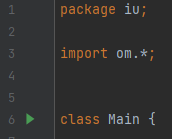 1 package iu;
2
3 import om.*;
4
5
6 class Main {